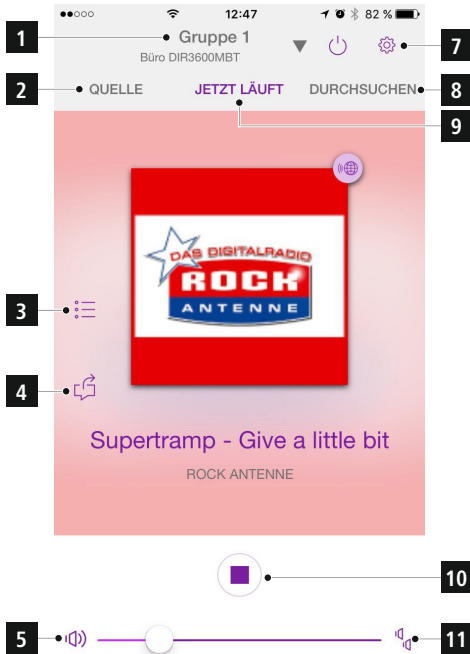 12:47
82 %
1
Gruppe 1
7
Büro DIR3600MBT
2
QUELLE
JETZT LÄUFT
DURCHSUCHEN
8
9
DAS DIGITALRADIO
ROCK
ANTENNE
3
4
Supertramp - Give a little bit
ROCK ANTENNE
10
5
11